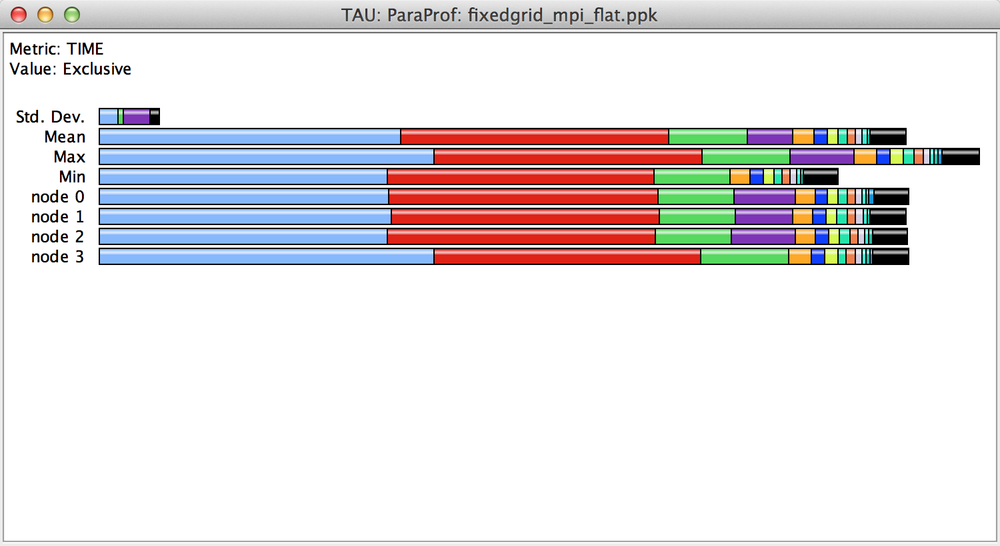 TAU: ParaProf: fixedgrid_mpi_flat.ppk
Metric: TIME
Value: Exclusive
Std. Dev.
Mean
Max
Min
node 0
node 1
node 2
node 3